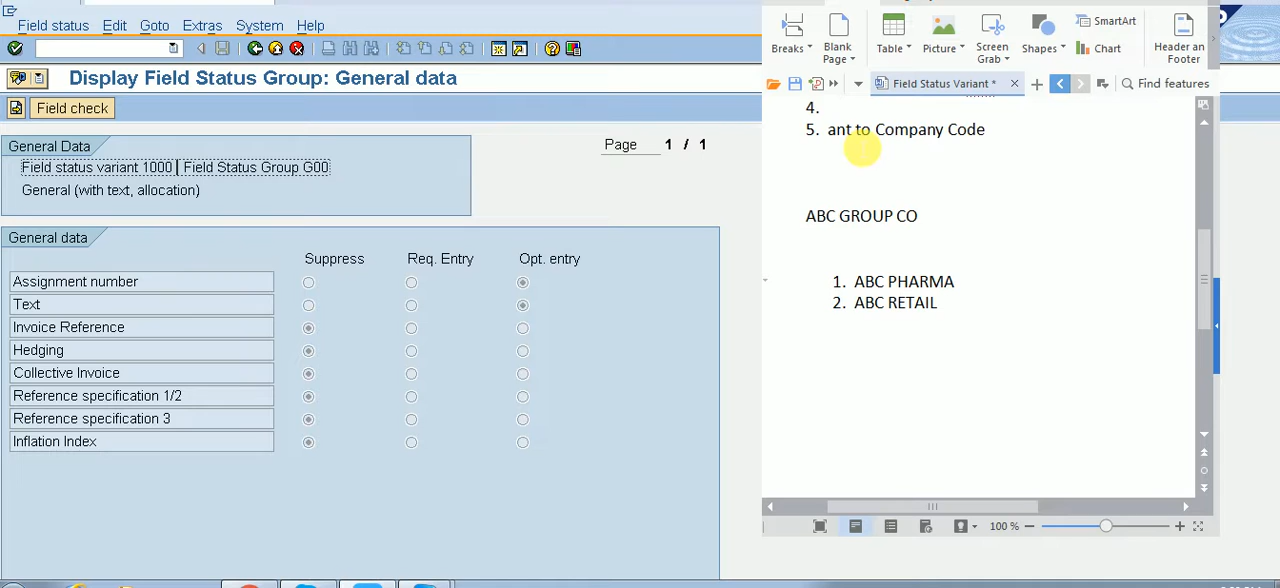 Field status Edit Goto Extras System Help
Display Field Status Group: General data
Field check
General Data
Field status variant 1000 Field Status Group G00
General (with text, allocation)
Page 1 / 1
General data
Suppress Req. Entry Opt. entry
Assignment number
Text
Invoice Reference
Hedging
Collective Invoice
Reference specification 1/2
Reference specification 3
Inflation Index
Breaks Blank Page Table Picture Screen Grab Shapes SmartArt Chart Header an Footer
Field Status Variant * Find features
4.
5. ant to Company Code
ABC GROUP CO
1. ABC PHARMA
2. ABC RETAIL
100 %